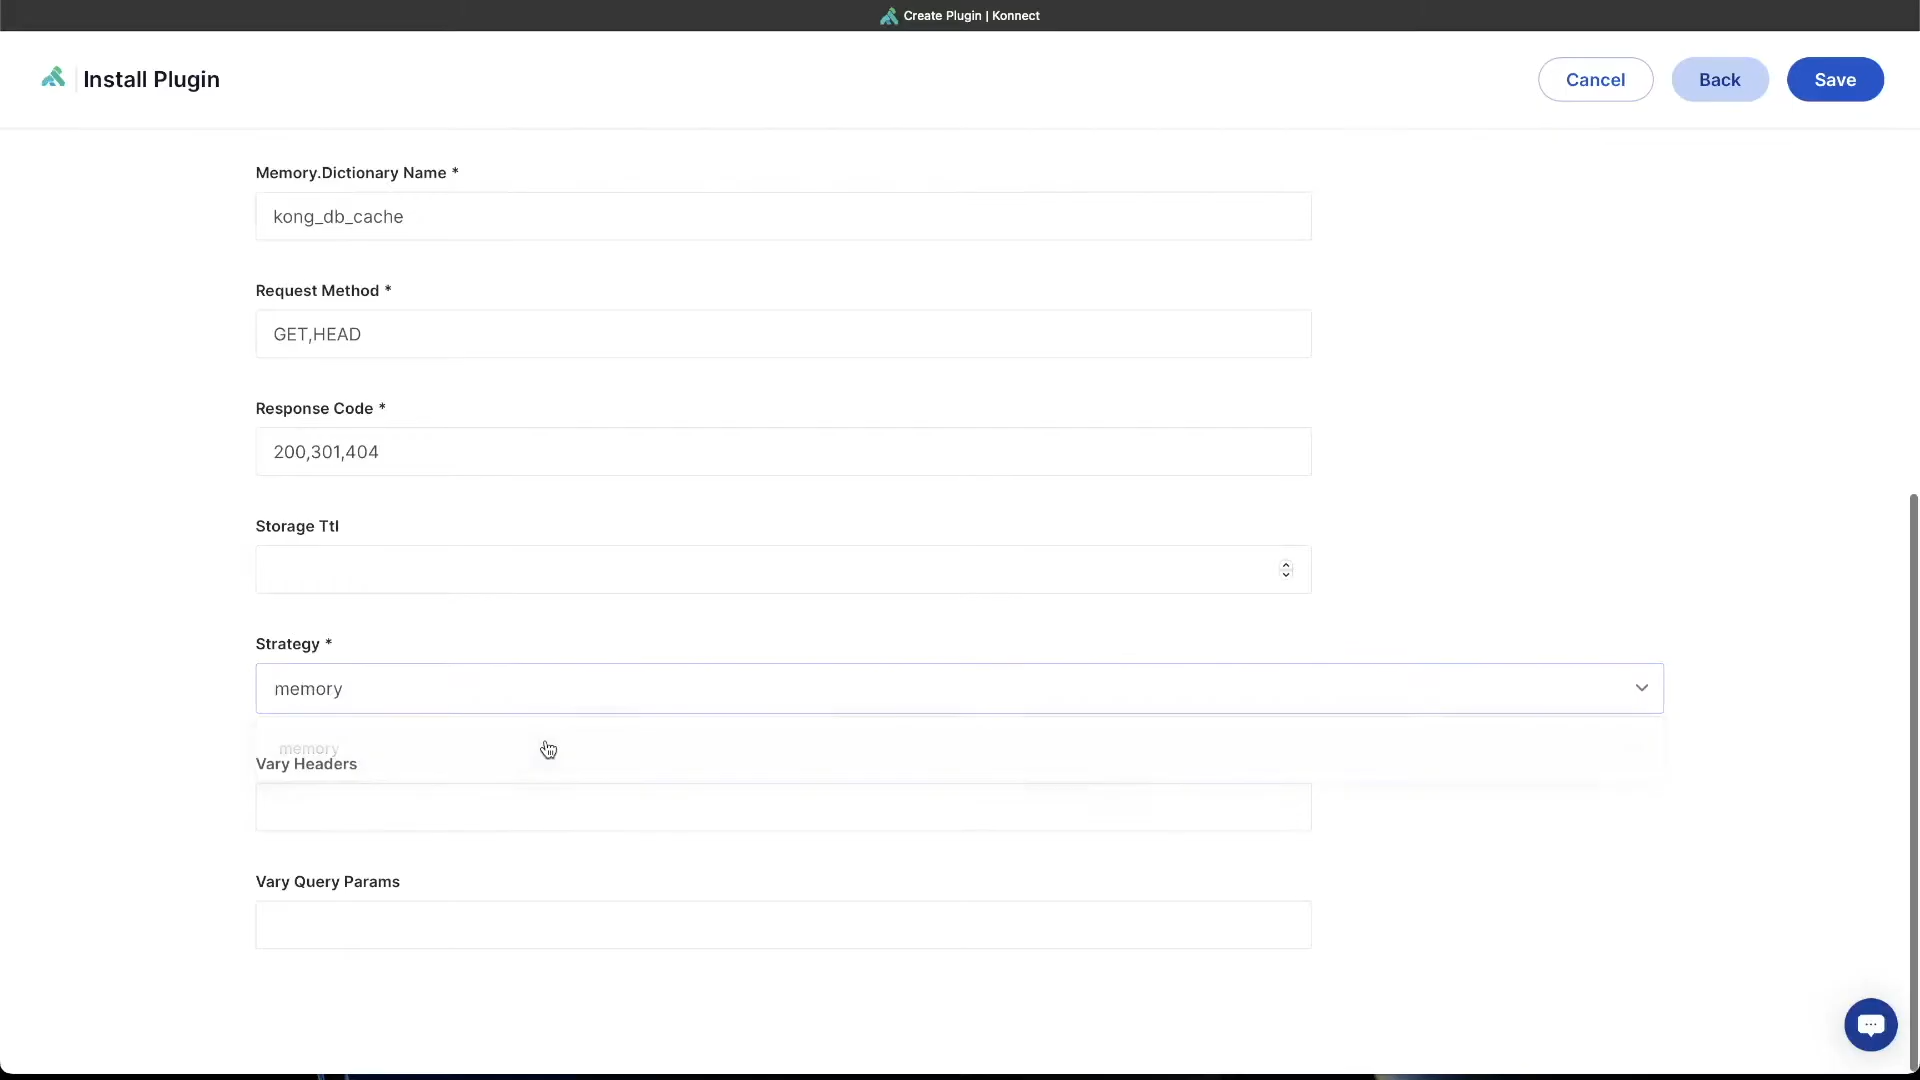 Create Plugin | Konnect
Install Plugin
Cancel
Back
Save
Memory.Dictionary Name *
kong_db_cache
Request Method *
GET,HEAD
Response Code *
200,301,404
Storage Ttl
Strategy *
memory
memory
Vary Headers
Vary Query Params